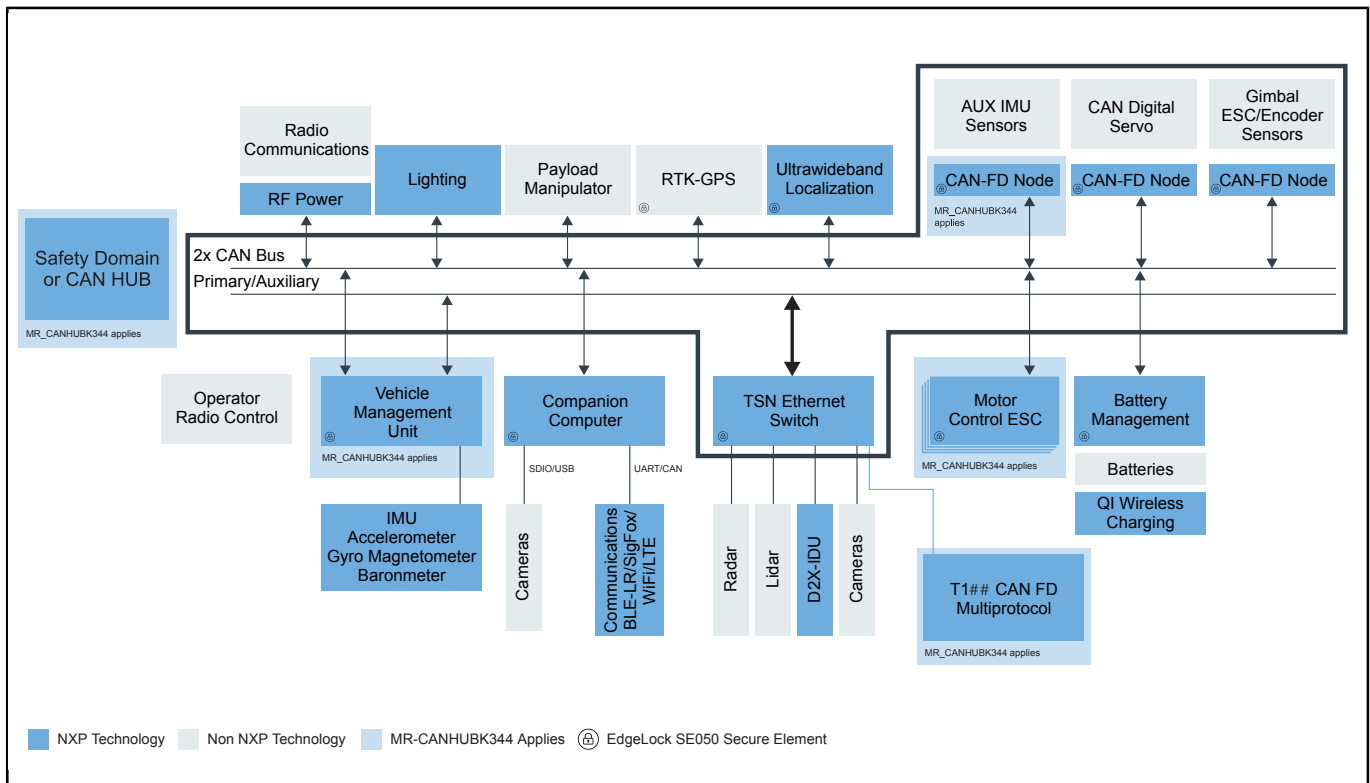 Radio
Communications
RF Power
Lighting
Payload
Manipulator
RTK-GPS
Ultrawideband
Localization
AUX IMU
Sensors
CAN-FD Node
MR_CANHUBK344
applies
CAN Digital
Servo
CAN-FD Node
Gimbal
ESC/Encoder
Sensors
CAN-FD Node
Safety Domain
or CAN HUB
MR_CANHUBK344 applies
2x CAN Bus
Primary/Auxiliary
Operator
Radio Control
Vehicle
Management
Unit
MR_CANHUBK344 applies
Companion
Computer
TSN Ethernet
Switch
Motor
Control ESC
MR_CANHUBK344 applies
Battery
Management
Batteries
QI Wireless
Charging
SDIO/USB
UART/CAN
IMU
Accelerometer
Gyro Magnetometer
Baronmeter
Cameras
Communications
BLE-LR/SigFox/
WiFi/LTE
Radar
Lidar
D2X-IDU
Cameras
T1## CAN FD
Multiprotocol
MR_CANHUBK344 applies
NXP Technology
Non NXP Technology
MR-CANHUBK344 Applies
EdgeLock SE050 Secure Element